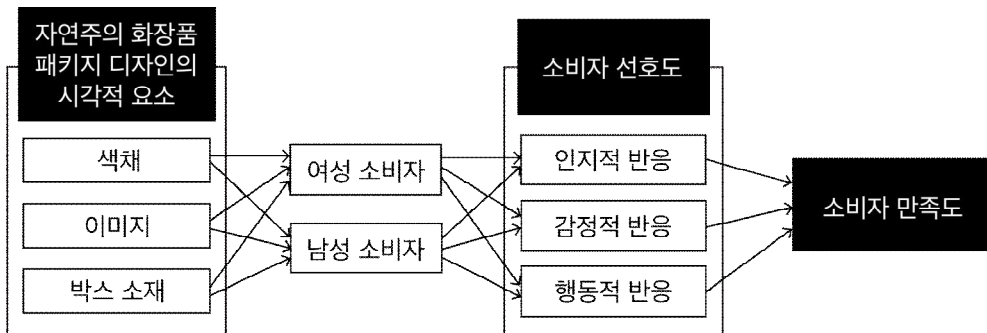 자연주의 화장품
패키지 디자인의
시각적 요소
색채
이미지
박스 소재
여성 소비자
남성 소비자
소비자 선호도
인지적 반응
감정적 반응
행동적 반응
소비자 만족도